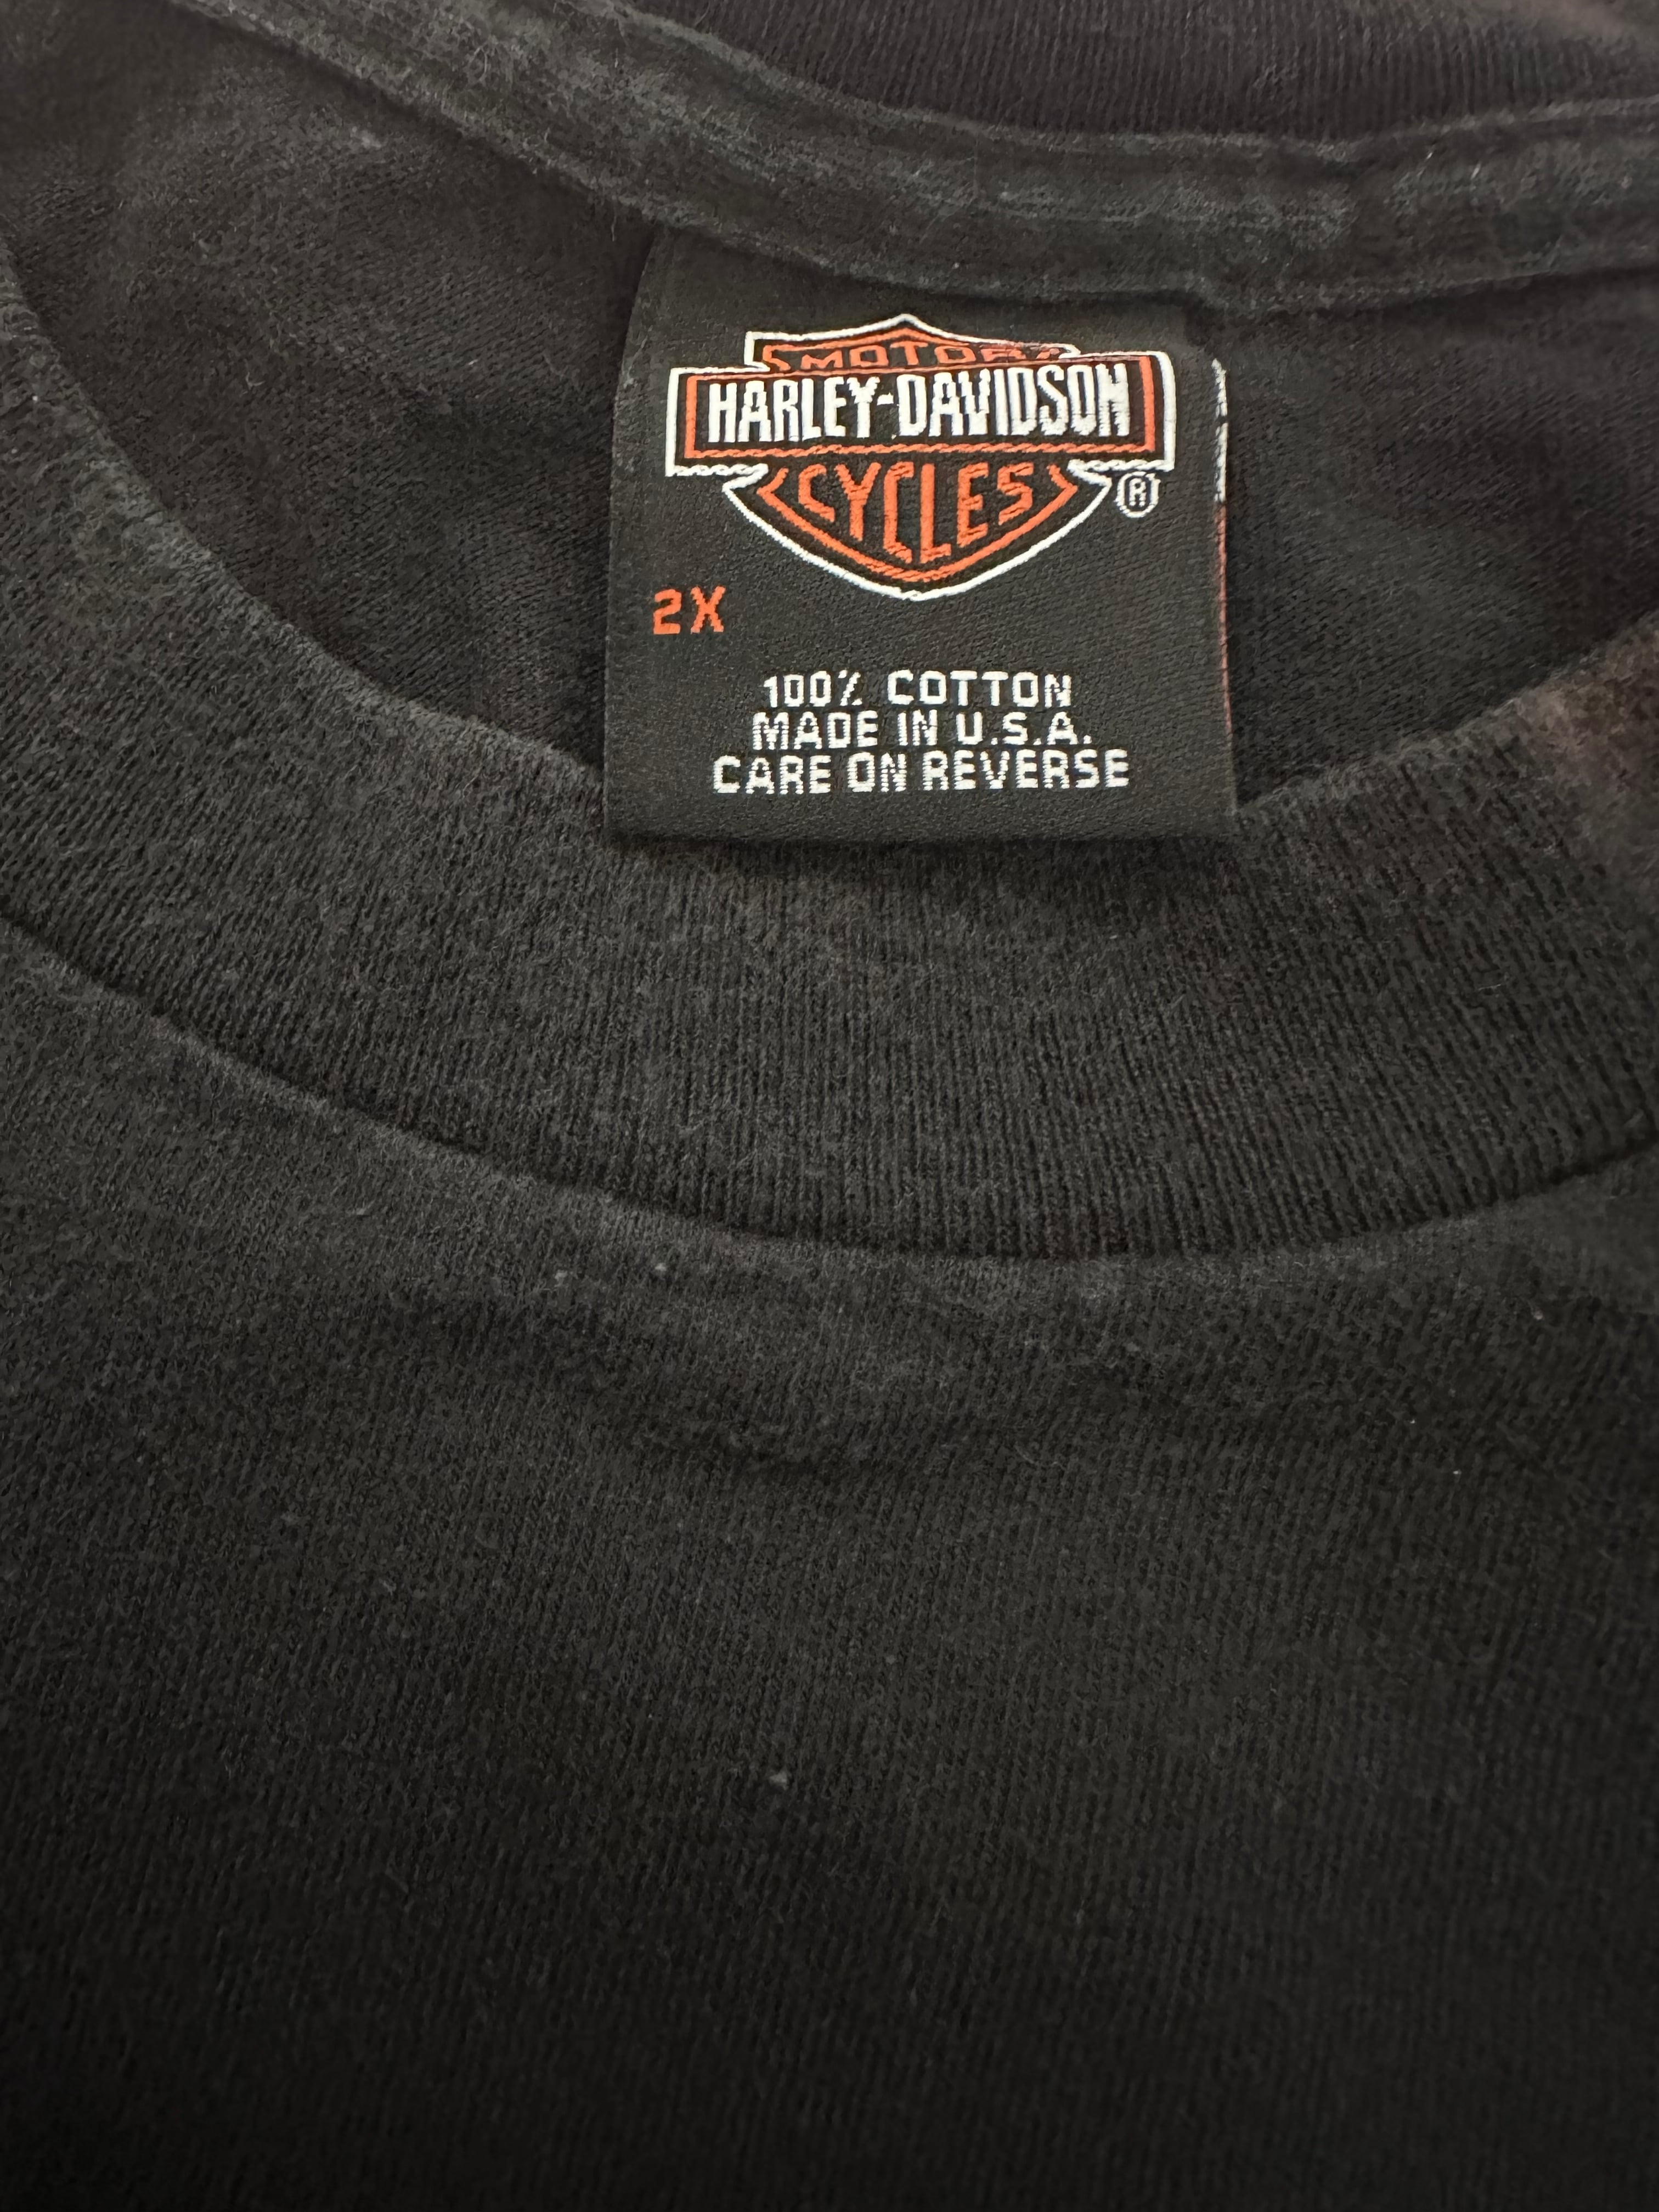 MOTOR
HARLEY-DAVIDSON
CYCLES
®
2X
100% COTTON
MADE IN U.S.A.
CARE ON REVERSE